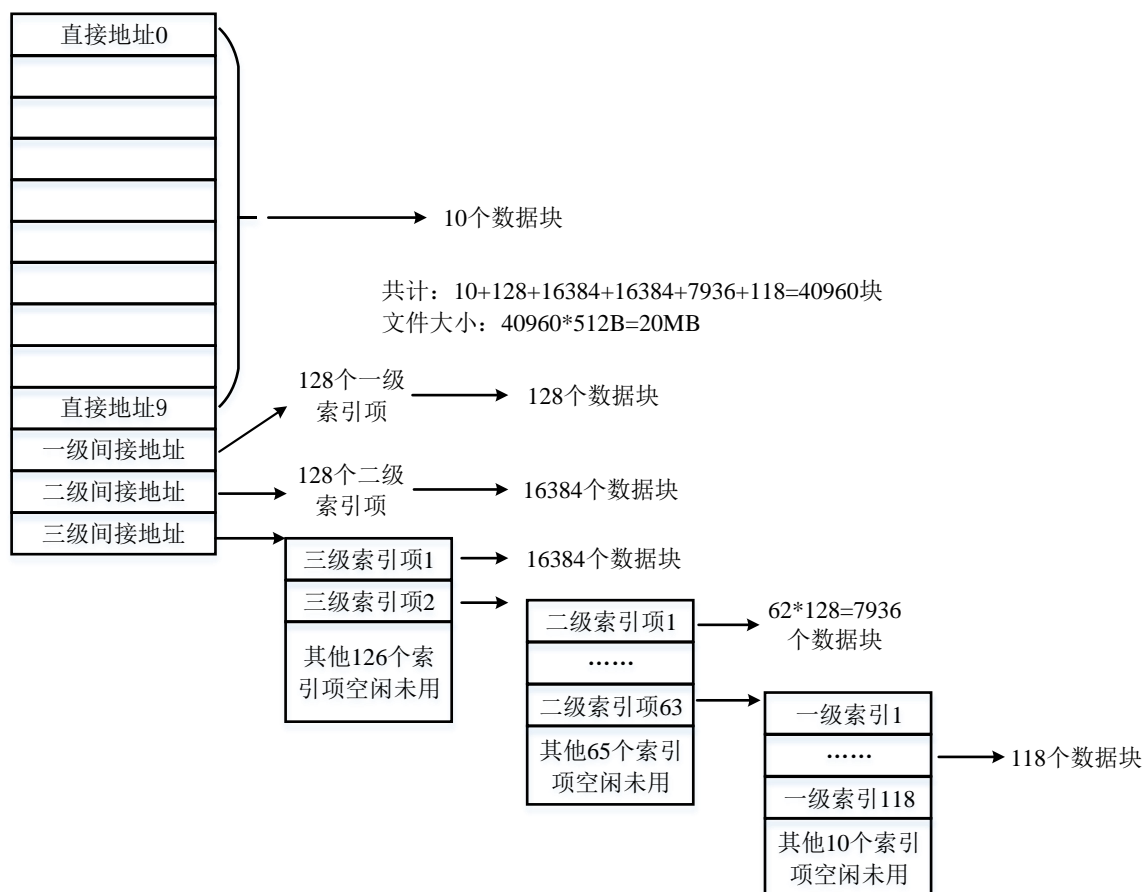 直接地址0
10个数据块
共计：10+128+16384+16384+7936+118=40960块
文件大小：40960*512B=20MB
直接地址9
128个一级
索引项
128个数据块
一级间接地址
二级间接地址
128个二级
索引项
16384个数据块
三级间接地址
三级索引项1
16384个数据块
三级索引项2
其他126个索
引项空闲未用
二级索引项1
62*128=7936
个数据块
……
二级索引项63
其他65个索引
项空闲未用
一级索引1
……
118个数据块
一级索引118
其他10个索引
项空闲未用